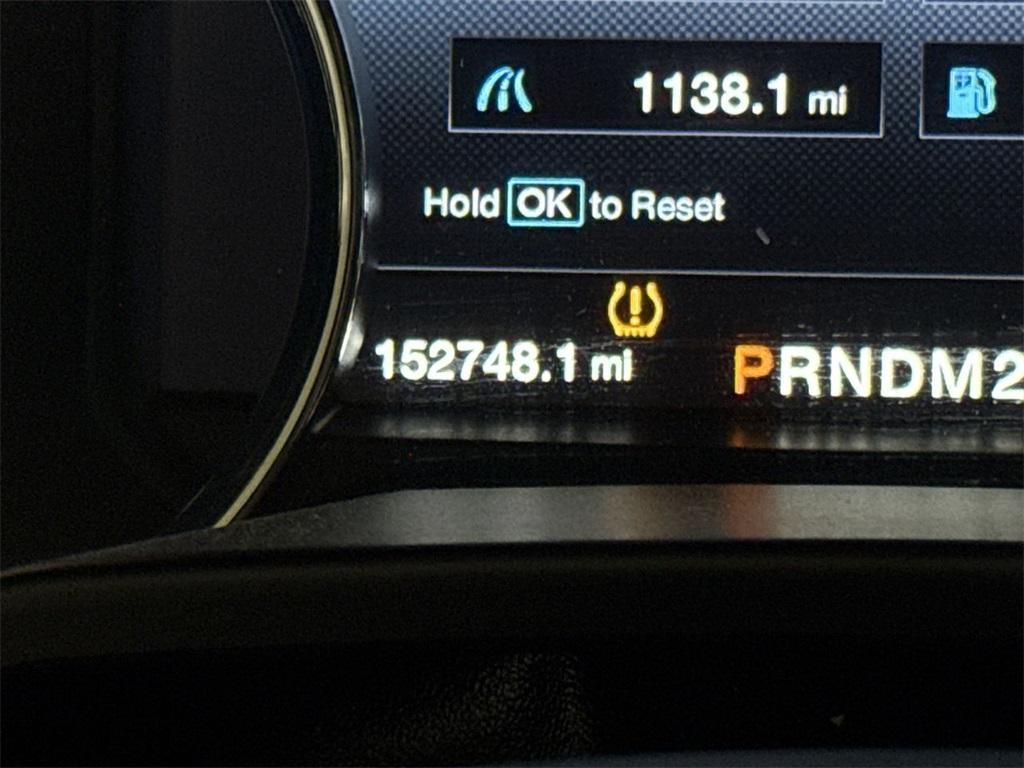 1138.1 mi
Hold OK to Reset
152748.1 mi
PRNDM2